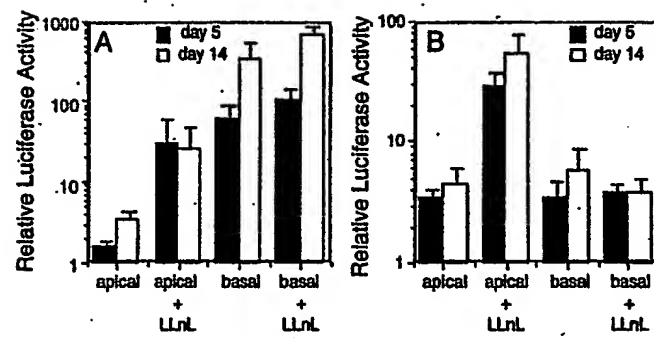 A
day 5
day 14
Relative Luciferase Activity
1000
100
10
1
apical
apical + LLnL
basal
basal + LLnL
B
day 5
day 14
Relative Luciferase Activity
100
10
1
apical
apical + LLnL
basal
basal + LLnL